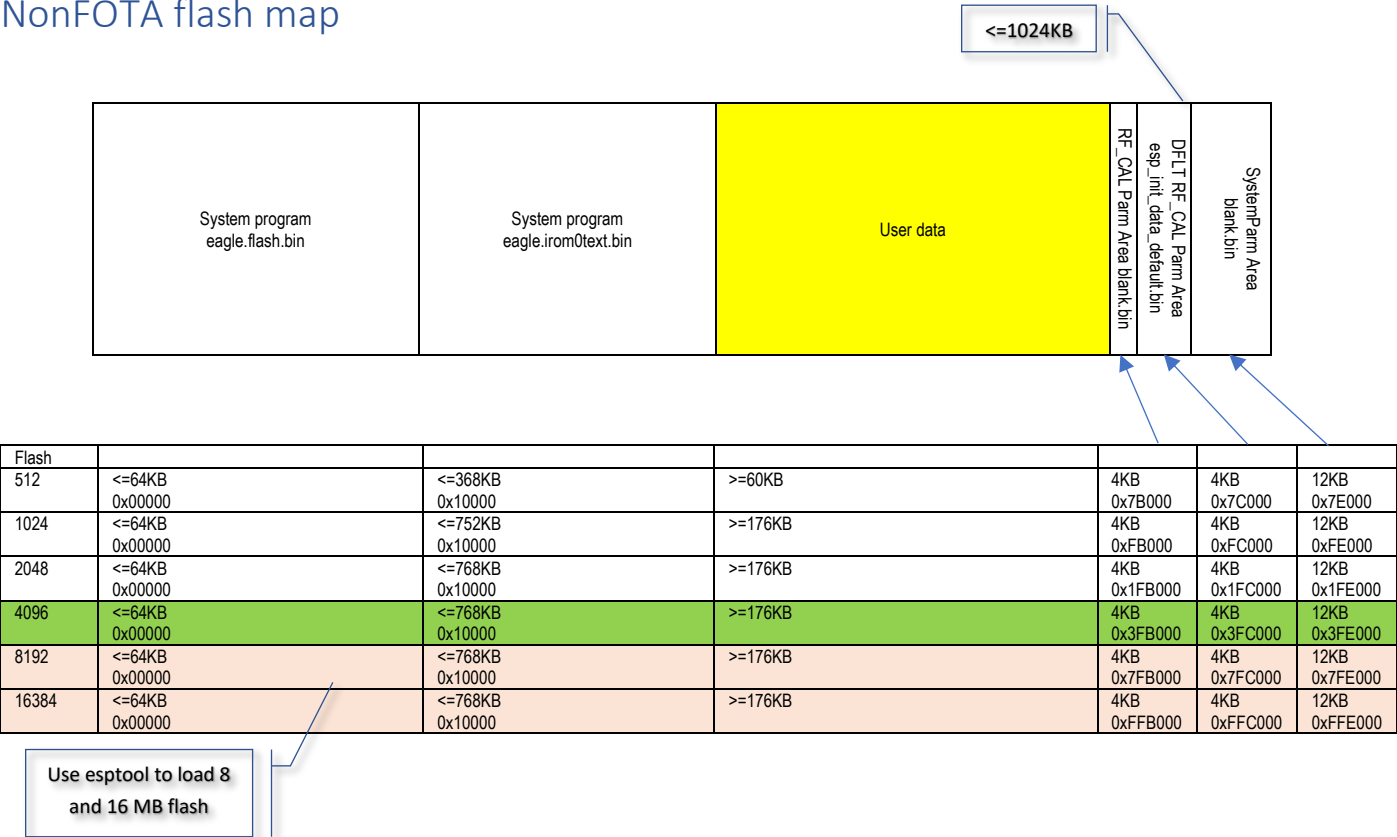 NonFOTA flash map
<=1024KB
System program
eagle.flash.bin
System program
eagle.irom0text.bin
User data
RF_CAL Parm Area blank.bin
DFLT RF_CAL Parm Area
esp_init_data_default.bin
SystemParm Area
blank.bin
Flash
512 <=64KB <=368KB >=60KB 4KB 4KB 12KB
0x00000 0x10000 0x7B000 0x7C000 0x7E000
1024 <=64KB <=752KB >=176KB 4KB 4KB 12KB
0x00000 0x10000 0xFB000 0xFC000 0xFE000
2048 <=64KB <=768KB >=176KB 4KB 4KB 12KB
0x00000 0x10000 0x1FB000 0x1FC000 0x1FE000
4096 <=64KB <=768KB >=176KB 4KB 4KB 12KB
0x00000 0x10000 0x3FB000 0x3FC000 0x3FE000
8192 <=64KB <=768KB >=176KB 4KB 4KB 12KB
0x00000 0x10000 0x7FB000 0x7FC000 0x7FE000
16384 <=64KB <=768KB >=176KB 4KB 4KB 12KB
0x00000 0x10000 0xFFB000 0xFFC000 0xFFE000
Use esptool to load 8
and 16 MB flash